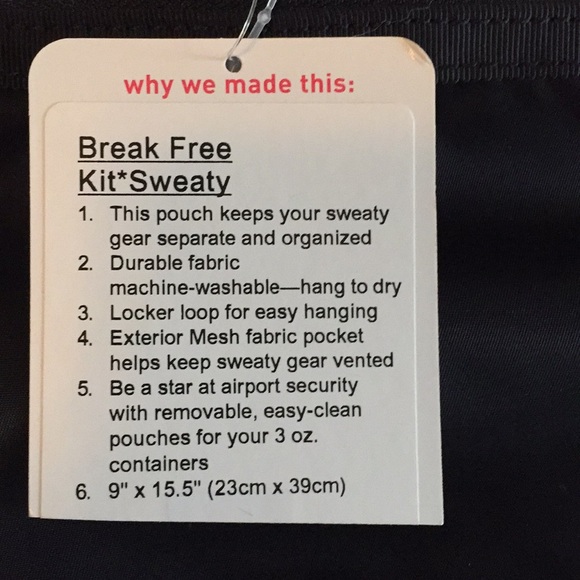 why we made this:
Break Free
Kit*Sweaty
1. This pouch keeps your sweaty
gear separate and organized
2. Durable fabric
machine-washable—hang to dry
3. Locker loop for easy hanging
4. Exterior Mesh fabric pocket
helps keep sweaty gear vented
5. Be a star at airport security
with removable, easy-clean
pouches for your 3 oz.
containers
6. 9" x 15.5" (23cm x 39cm)